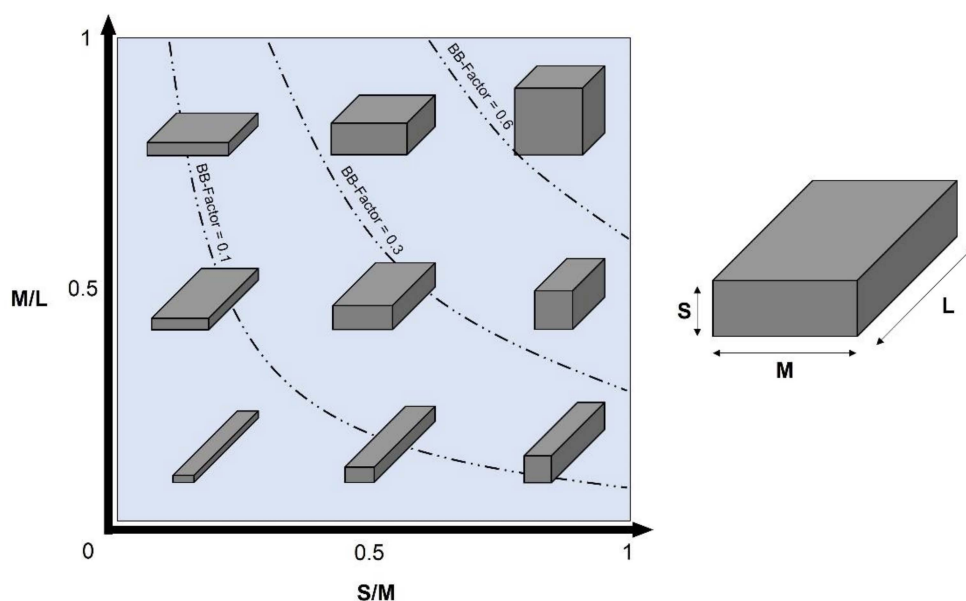 1
BB-Factor = 0.6
BB-Factor = 0.3
BB-Factor = 0.1
M/L
0.5
S
L
M
0
0.5
1
S/M